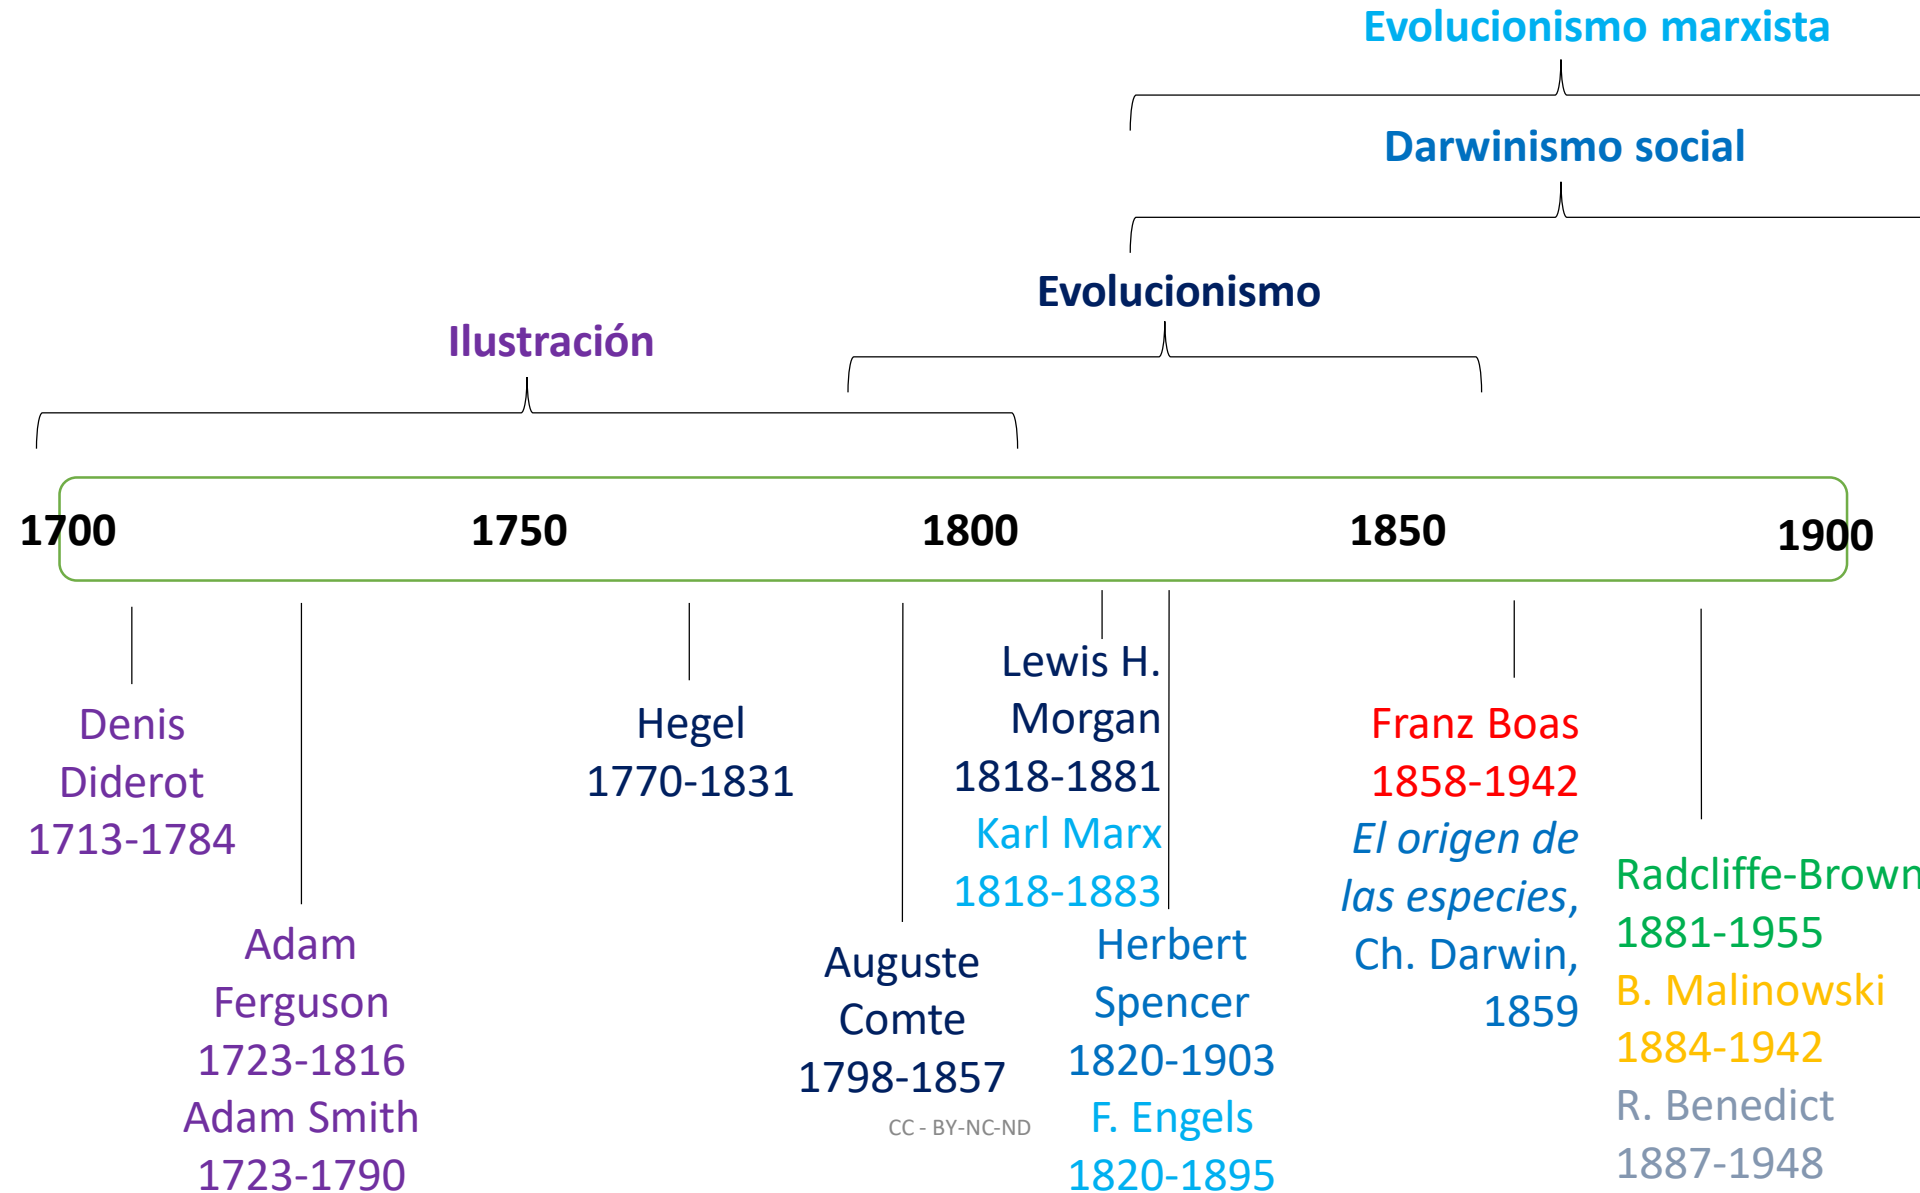 Evolucionismo marxista
Darwinismo social
Evolucionismo
Ilustración
1700
1750
1800
1850
1900
Denis
Diderot
1713-1784
Adam
Ferguson
1723-1816
Adam Smith
1723-1790
Hegel
1770-1831
Auguste
Comte
1798-1857
Lewis H.
Morgan
1818-1881
Karl Marx
1818-1883
Herbert
Spencer
1820-1903
F. Engels
1820-1895
Franz Boas
1858-1942
El origen de
las especies,
Ch. Darwin,
1859
Radcliffe-Brown
1881-1955
B. Malinowski
1884-1942
R. Benedict
1887-1948
CC - BY-NC-ND